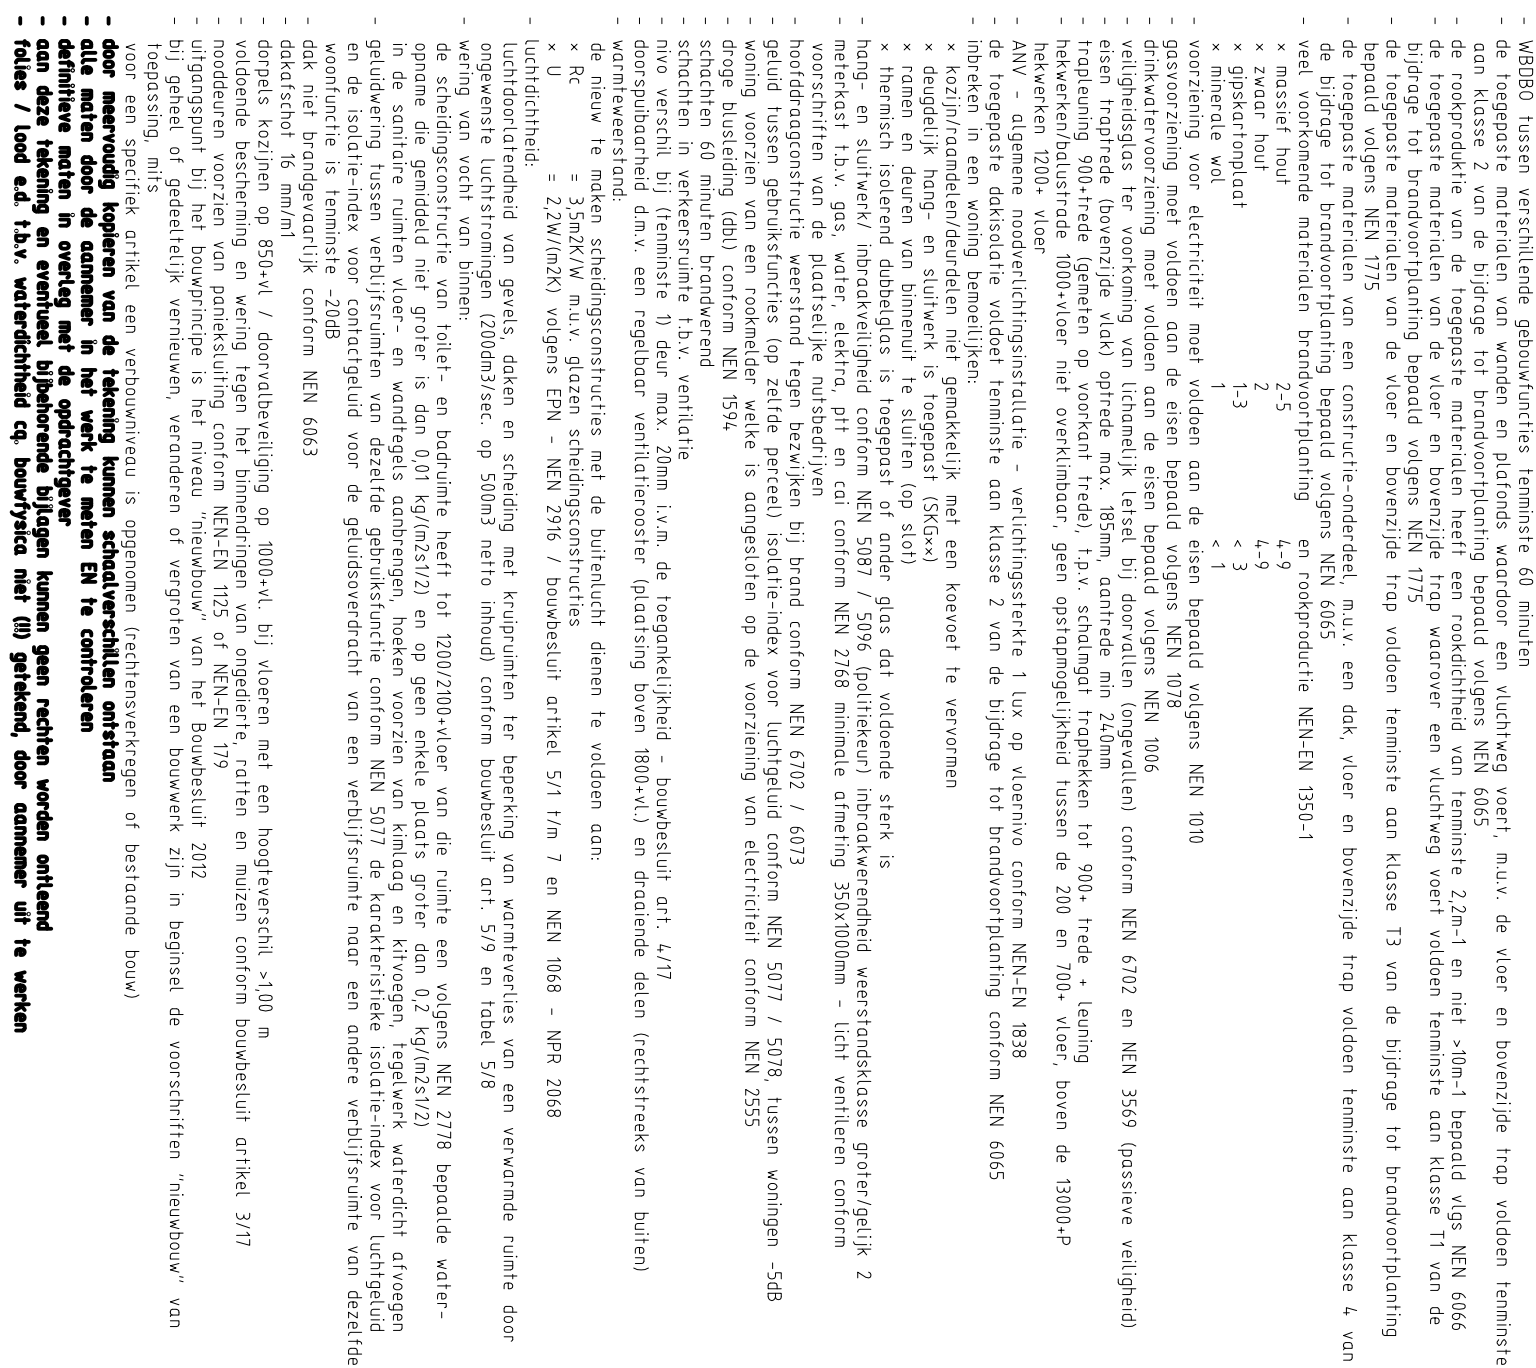 - WBDBO tussen verschillende gebouwfuncties tenminste 60 minuten
- de toegepaste materialen van wanden en plafonds waardoor een vluchtweg voert, m.u.v. de vloer en bovenzijde trap voldoen tenminste
aan klasse 2 van de bijdrage tot brandvoortplanting bepaald volgens NEN 6065
- de rookproduktie van de toegepaste materialen heeft een rookdichtheid van tenminste 2,2m-1 en niet >10m-1 bepaald vlgs NEN 6066
- de toegepaste materialen van de vloer en bovenzijde trap waarover een vluchtweg voert voldoen tenminste aan klasse T1 van de
bijdrage tot brandvoortplanting bepaald volgens NEN 1775
- de toegepaste materialen van de vloer en bovenzijde trap voldoen tenminste aan klasse T3 van de bijdrage tot brandvoortplanting
bepaald volgens NEN 1775
- de toegepaste materialen van een constructie-onderdeel, m.u.v. een dak, vloer en bovenzijde trap voldoen tenminste aan klasse 4 van
de bijdrage tot brandvoortplanting bepaald volgens NEN 6065
- veel voorkomende materialen brandvoortplanting en rookproductie NEN-EN 1350-1
× massief hout 2-5 4-9
× zwaar hout 2 4-9
× gipskartonplaat 1-3 < 3
× minerale wol 1 < 1
- voorziening voor electriciteit moet voldoen aan de eisen bepaald volgens NEN 1010
- gasvoorziening moet voldoen aan de eisen bepaald volgens NEN 1078
- drinkwatervoorziening moet voldoen aan de eisen bepaald volgens NEN 1006
- veiligheidsglas ter voorkoming van lichamelijk letsel bij doorvallen (ongevallen) conform NEN 6702 en NEN 3569 (passieve veiligheid)
- eisen traptrede (bovenzijde vlak) optrede max. 185mm, aantrede min 240mm
- trapleuning 900+trede (gemeten op voorkant trede), t.p.v. schalmgat traphekken tot 900+ trede + leuning
- hekwerken/balustrade 1000+vloer niet overklimbaar, geen opstapmogelijkheid tussen de 200 en 700+ vloer, boven de 13000+P
hekwerken 1200+ vloer
- ANV - algemene noodverlichtingsinstallatie - verlichtingssterkte 1 lux op vloernivo conform NEN-EN 1838
- de toegepaste dakisolatie voldoet tenminste aan klasse 2 van de bijdrage tot brandvoortplanting conform NEN 6065
- inbreken in een woning bemoeilijken:
× kozijn/raamdelen/deurdelen niet gemakkelijk met een koevoet te vervormen
× deugdelijk hang- en sluitwerk is toegepast (SKG××)
× ramen en deuren van binnenuit te sluiten (op slot)
× thermisch isolerend dubbelglas is toegepast of ander glas dat voldoende sterk is
- hang- en sluitwerk/ inbraakveiligheid conform NEN 5087 / 5096 (politiekeur) inbraakwerendheid weerstandsklasse groter/gelijk 2
- meterkast t.b.v. gas, water, elektra, ptt en cai conform NEN 2768 minimale afmeting 350x1000mm - licht ventileren conform
voorschriften van de plaatselijke nutsbedrijven
- hoofddraagconstructie weerstand tegen bezwijken bij brand conform NEN 6702 / 6073
- geluid tussen gebruiksfuncties (op zelfde perceel) isolatie-index voor luchtgeluid conform NEN 5077 / 5078, tussen woningen -5dB
- woning voorzien van een rookmelder welke is aangesloten op de voorziening van electriciteit conform NEN 2555
- droge blusleiding (dbl) conform NEN 1594
- schachten 60 minuten brandwerend
- schachten in verkeersruimte t.b.v. ventilatie
- nivo verschil bij (tenminste 1) deur max. 20mm i.v.m. de toegankelijkheid - bouwbesluit art. 4/17
- doorspuibaarheid d.m.v. een regelbaar ventilatierooster (plaatsing boven 1800+vl.) en draaiende delen (rechtstreeks van buiten)
- warmteweerstand:
de nieuw te maken scheidingsconstructies met de buitenlucht dienen te voldoen aan:
× Rc = 3,5m2K/W m.u.v. glazen scheidingsconstructies
× U = 2,2W/(m2K) volgens EPN - NEN 2916 / bouwbesluit artikel 5/1 t/m 7 en NEN 1068 - NPR 2068
- luchtdichtheid:
luchtdoorlatendheid van gevels, daken en scheiding met kruipruimten ter beperking van warmteverlies van een verwarmde ruimte door
ongewenste luchtstromingen (200dm3/sec. op 500m3 netto inhoud) conform bouwbesluit art. 5/9 en tabel 5/8
- wering van vocht van binnen:
de scheidingsconstructie van toilet- en badruimte heeft tot 1200/2100+vloer van die ruimte een volgens NEN 2778 bepaalde water-
opname die gemiddeld niet groter is dan 0,01 kg/(m2s1/2) en op geen enkele plaats groter dan 0,2 kg/(m2s1/2)
in de sanitaire ruimten vloer- en wandtegels aanbrengen, hoeken voorzien van kimlaag en kitvoegen, tegelwerk waterdicht afvoegen
- geluidwering tussen verblijfsruimten van dezelfde gebruiksfunctie conform NEN 5077 de karakteristieke isolatie-index voor luchtgeluid
en de isolatie-index voor contactgeluid voor de geluidsoverdracht van een verblijfsruimte naar een andere verblijfsruimte van dezelfde
woonfunctie is tenminste -20dB
- dak niet brandgevaarlijk conform NEN 6063
- dakafschot 16 mm/m1
- dorpels kozijnen op 850+vl / doorvalbeveiliging op 1000+vl. bij vloeren met een hoogteverschil >1,00 m
- voldoende bescherming en wering tegen het binnendringen van ongedierte, ratten en muizen conform bouwbesluit artikel 3/17
- nooddeuren voorzien van panieksluiting conform NEN-EN 1125 of NEN-EN 179
- uitgangspunt bij het bouwprincipe is het niveau "nieuwbouw" van het Bouwbesluit 2012
- bij geheel of gedeeltelijk vernieuwen, veranderen of vergroten van een bouwwerk zijn in beginsel de voorschriften "nieuwbouw" van
toepassing, mits
voor een specifiek artikel een verbouwniveau is opgenomen (rechtensverkregen of bestaande bouw)
- door meervoudig kopieren van de tekening kunnen schaalverschillen ontstaan
- alle maten door de aannemer in het werk te meten EN te controleren
- definitieve maten in overleg met de opdrachtgever
- aan deze tekening en eventueel bijbehorende bijlagen kunnen geen rechten worden ontleend
- folies / lood e.d. t.b.v. waterdichtheid cq. bouwfysica niet (!!!) getekend, door aannemer uit te werken